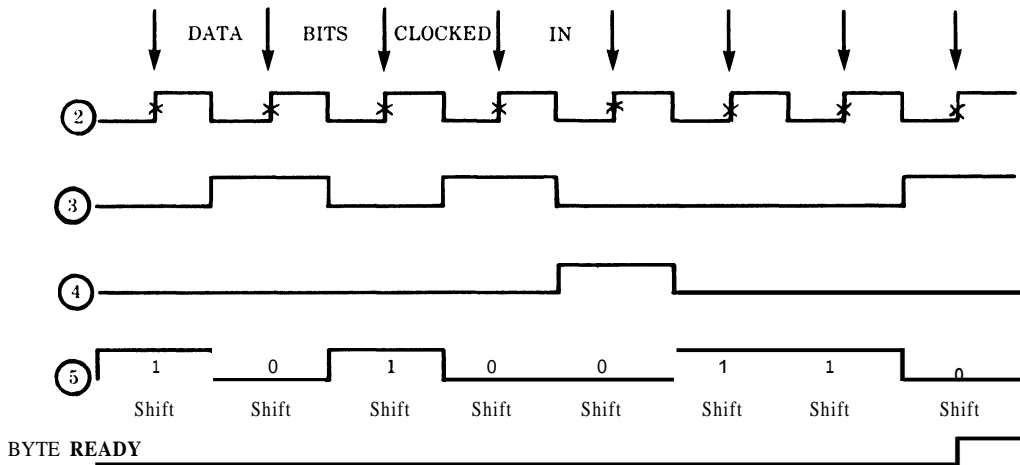 DATA BITS CLOCKED IN
2
3
4
5 1 0 1 0 0 1 1 0
Shift Shift Shift Shift Shift Shift Shift Shift
BYTE READY